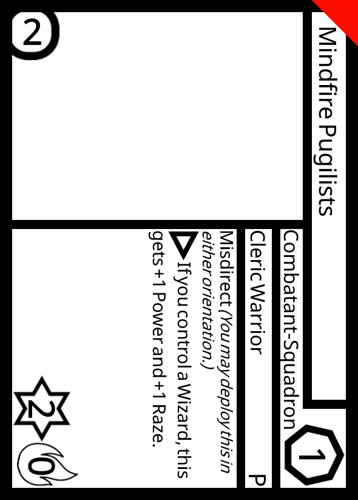 2
Mindfire Pugilists
1
Combatant-Squadron
Cleric Warrior P
Misdirect (You may deploy this in
either orientation.)
If you control a Wizard, this
gets +1 Power and +1 Raze.
2
0